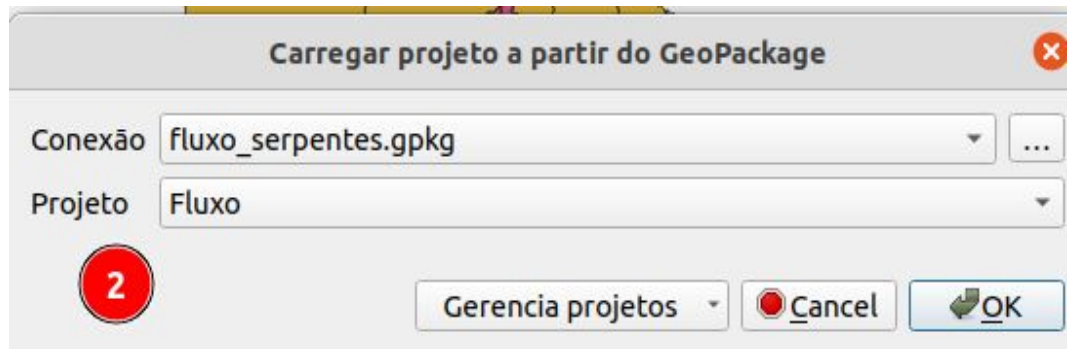 Carregar projeto a partir do GeoPackage
Conexão fluxo_serpentes.gpkg ...
Projeto Fluxo
2 Gerencia projetos Cancel OK